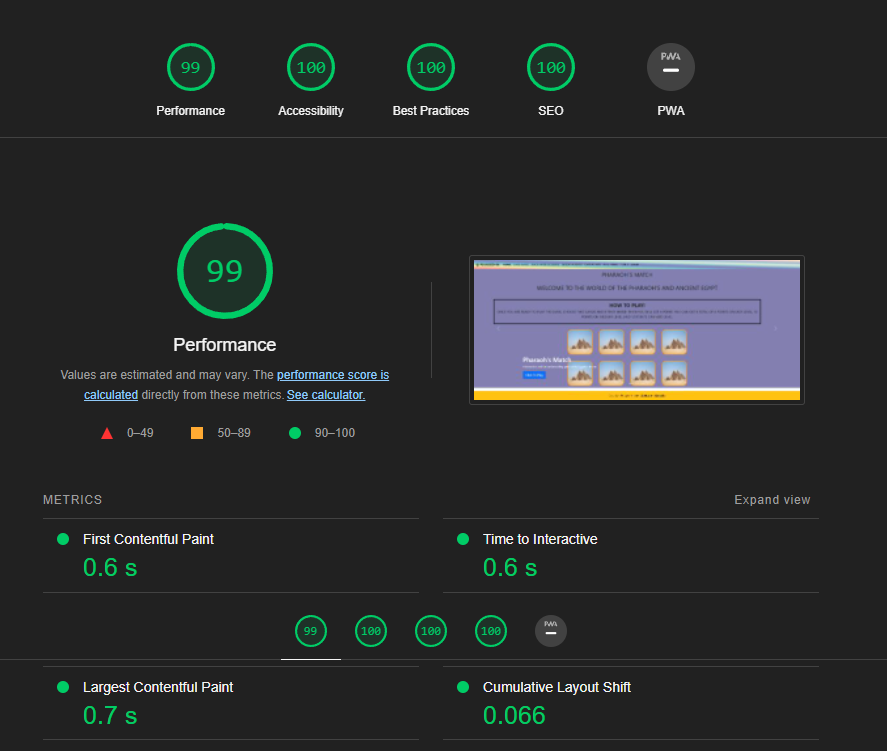 99
100
100
100
PWA
Performance
Accessibility
Best Practices
SEO
PWA
99
Performance
Values are estimated and may vary. The performance score is
calculated directly from these metrics. See calculator.
0–49
50–89
90–100
PHARAOH'S MATCH
WELCOME TO THE WORLD OF THE PHARAOHS AND ANCIENT EGYPT
HOW TO PLAY:
Pharaoh's Match
METRICS
Expand view
First Contentful Paint
0.6 s
Time to Interactive
0.6 s
99
100
100
100
PWA
Largest Contentful Paint
0.7 s
Cumulative Layout Shift
0.066